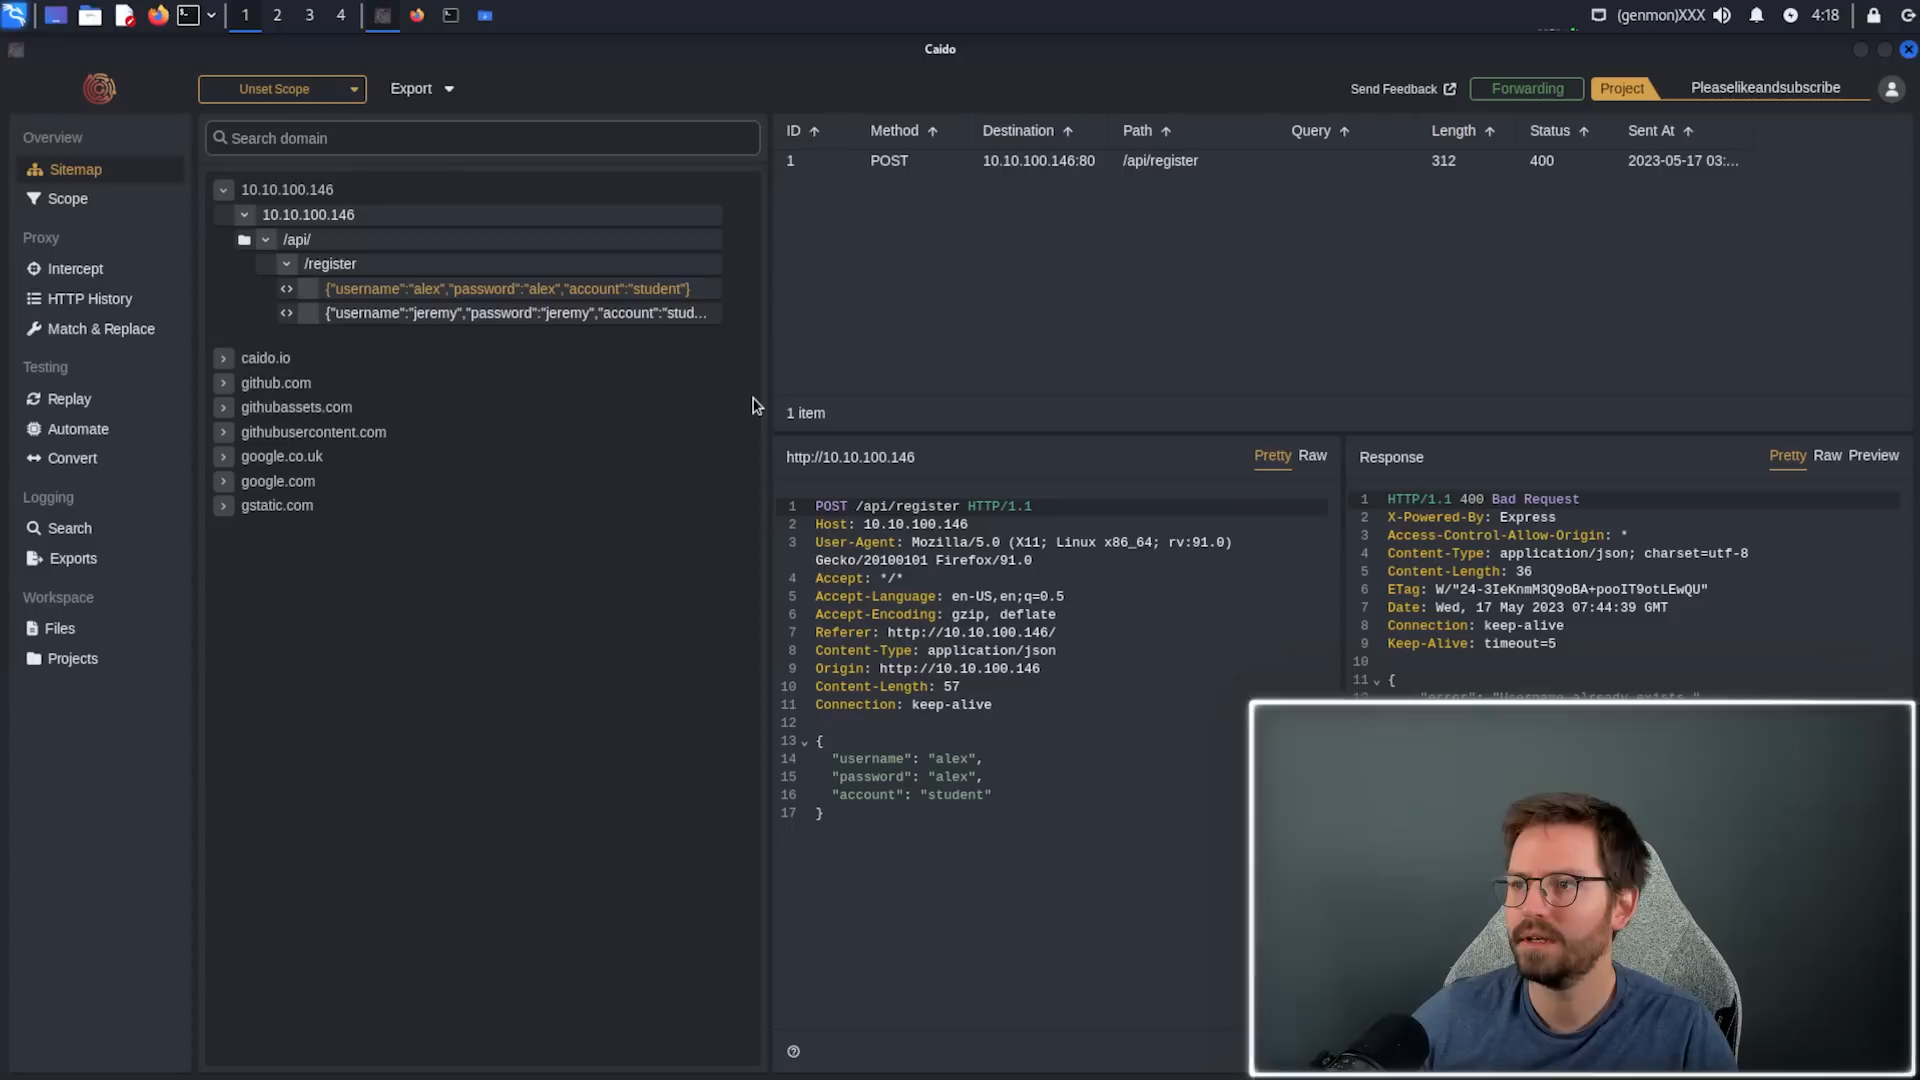 1 2 3 4
(genmon)XXX 4:18
Caido
Unset Scope
Export
Send Feedback
Forwarding
Project
Pleaselikeandsubscribe
Overview
Sitemap
Scope
Proxy
Intercept
HTTP History
Match & Replace
Testing
Replay
Automate
Convert
Logging
Search
Exports
Workspace
Files
Projects
Search domain
10.10.100.146
10.10.100.146
/api/
/register
{"username":"alex","password":"alex","account":"student"}
{"username":"jeremy","password":"jeremy","account":"stud...
caido.io
github.com
githubassets.com
githubusercontent.com
google.co.uk
google.com
gstatic.com
ID Method Destination Path Query Length Status Sent At
1 POST 10.10.100.146:80 /api/register 312 400 2023-05-17 03:...
1 item
http://10.10.100.146 Pretty Raw
1 POST /api/register HTTP/1.1
2 Host: 10.10.100.146
3 User-Agent: Mozilla/5.0 (X11; Linux x86_64; rv:91.0)
Gecko/20100101 Firefox/91.0
4 Accept: */*
5 Accept-Language: en-US,en;q=0.5
6 Accept-Encoding: gzip, deflate
7 Referer: http://10.10.100.146/
8 Content-Type: application/json
9 Origin: http://10.10.100.146
10 Content-Length: 57
11 Connection: keep-alive
12
13 {
14 "username": "alex",
15 "password": "alex",
16 "account": "student"
17 }
Response Pretty Raw Preview
1 HTTP/1.1 400 Bad Request
2 X-Powered-By: Express
3 Access-Control-Allow-Origin: *
4 Content-Type: application/json; charset=utf-8
5 Content-Length: 36
6 ETag: W/"24-3IeKnmM3Q9oBA+pooIT9otLEwQU"
7 Date: Wed, 17 May 2023 07:44:39 GMT
8 Connection: keep-alive
9 Keep-Alive: timeout=5
10
11 {
12 "error": "Username already exists."